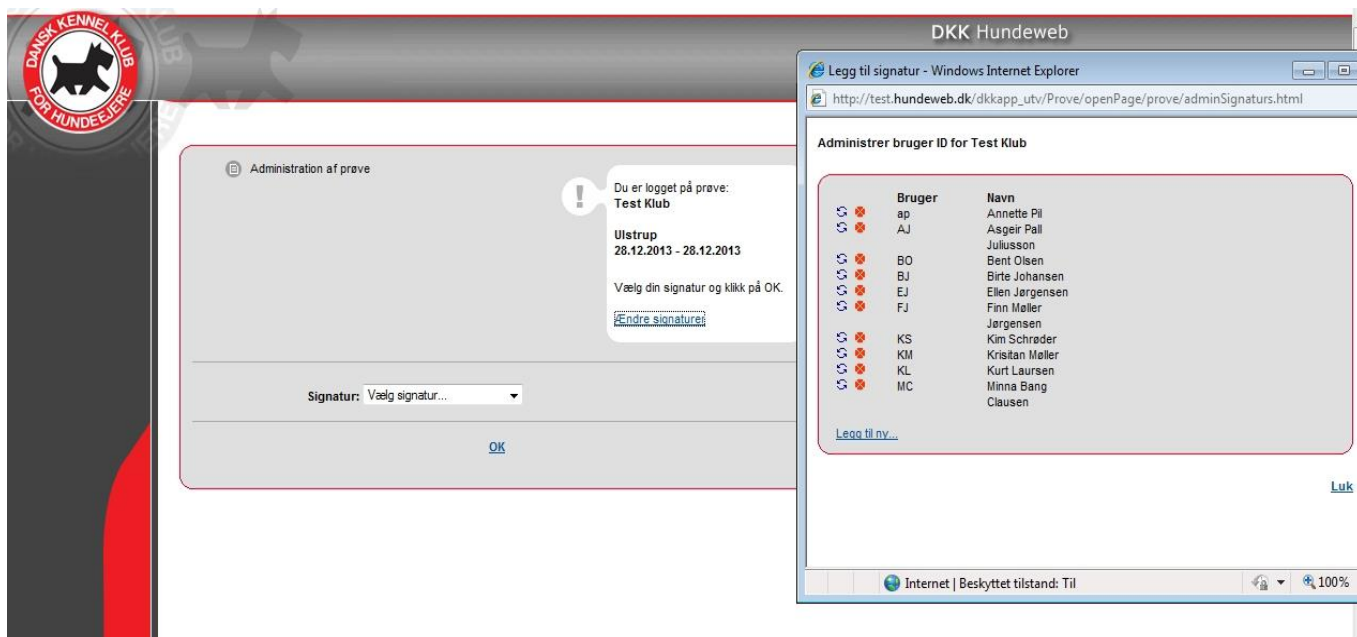 DANSK KENNEL KLUB
FOR HUNDEEJERE
DKK Hundeweb
Administration af prøve
Du er logget på prøve:
Test Klub
Ulstrup
28.12.2013 - 28.12.2013
Vælg din signatur og klikk på OK.
Ændre signaturer
Signatur: Vælg signatur...
OK
Legg til signatur - Windows Internet Explorer
http://test.hundeweb.dk/dkkapp_utv/Prove/openPage/prove/adminSignaturs.html
Administrer bruger ID for Test Klub
Bruger Navn
ap Annette Pil
AJ Asgeir Pall
Juliusson
BO Bent Olsen
BJ Birte Johansen
EJ Ellen Jørgensen
FJ Finn Møller
Jørgensen
KS Kim Schrøder
KM Krisitan Møller
KL Kurt Laursen
MC Minna Bang
Clausen
Legg til ny...
Luk
Internet | Beskyttet tilstand: Til
100%